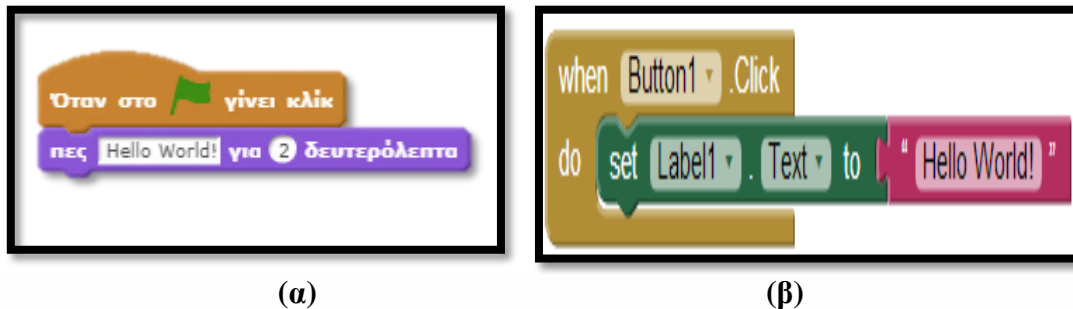 Όταν στο γίνει κλίκ
πες Hello World! για 2 δευτερόλεπτα
when Button1 .Click
do set Label1 . Text to " Hello World! "
(α)
(β)